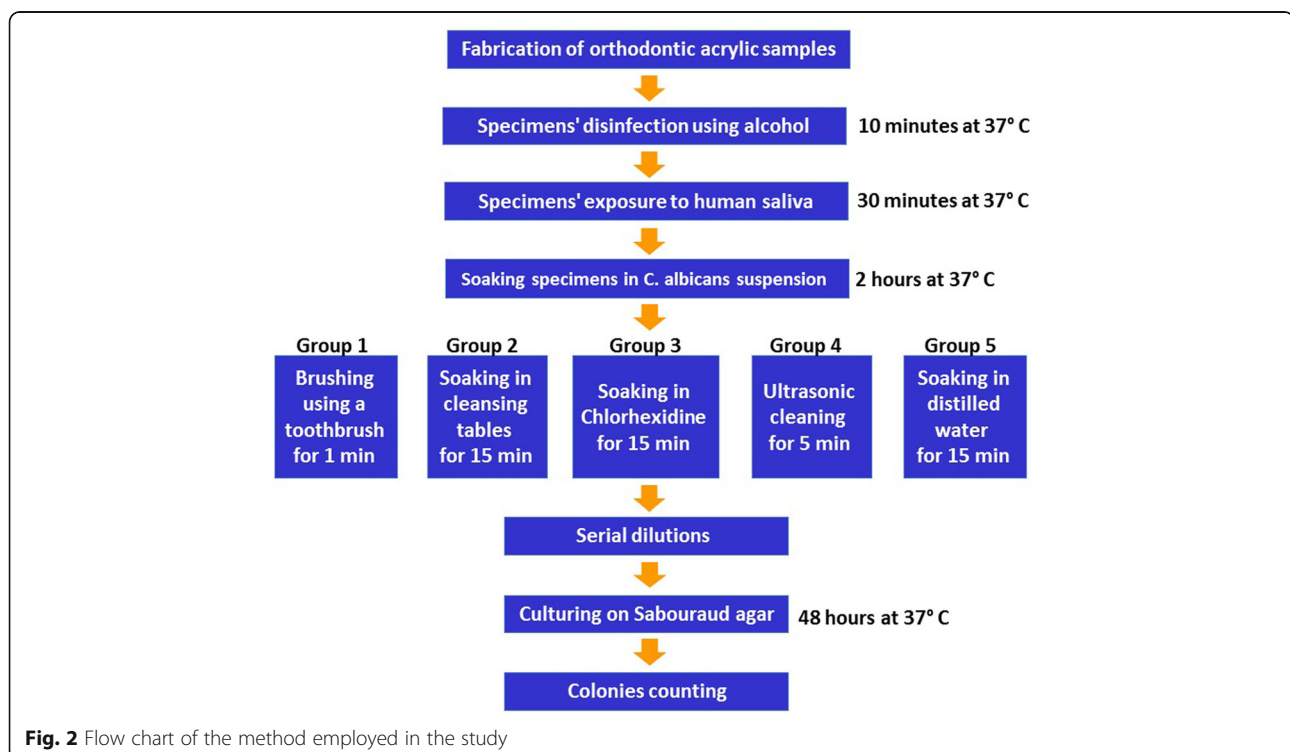 Fabrication of orthodontic acrylic samples
Specimens' disinfection using alcohol
10 minutes at 37° C
Specimens' exposure to human saliva
30 minutes at 37° C
Soaking specimens in C. albicans suspension
2 hours at 37° C
Group 1
Brushing
using a
toothbrush
for 1 min
Group 2
Soaking in
cleansing
tables
for 15 min
Group 3
Soaking in
Chlorhexidine
for 15 min
Group 4
Ultrasonic
cleaning
for 5 min
Group 5
Soaking in
distilled
water
for 15 min
Serial dilutions
Culturing on Sabouraud agar
48 hours at 37° C
Colonies counting
Fig. 2 Flow chart of the method employed in the study